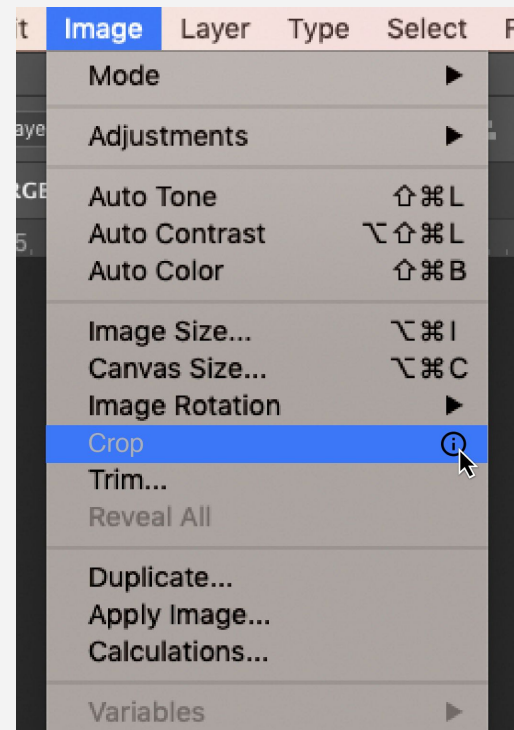 it Image Layer Type Select F
Mode
aye
Adjustments
RGE
Auto Tone ⇧⌘L
5, Auto Contrast ⌥⇧⌘L
Auto Color ⇧⌘B
Image Size... ⌥⌘I
Canvas Size... ⌥⌘C
Image Rotation
Crop
Trim...
Reveal All
Duplicate...
Apply Image...
Calculations...
Variables